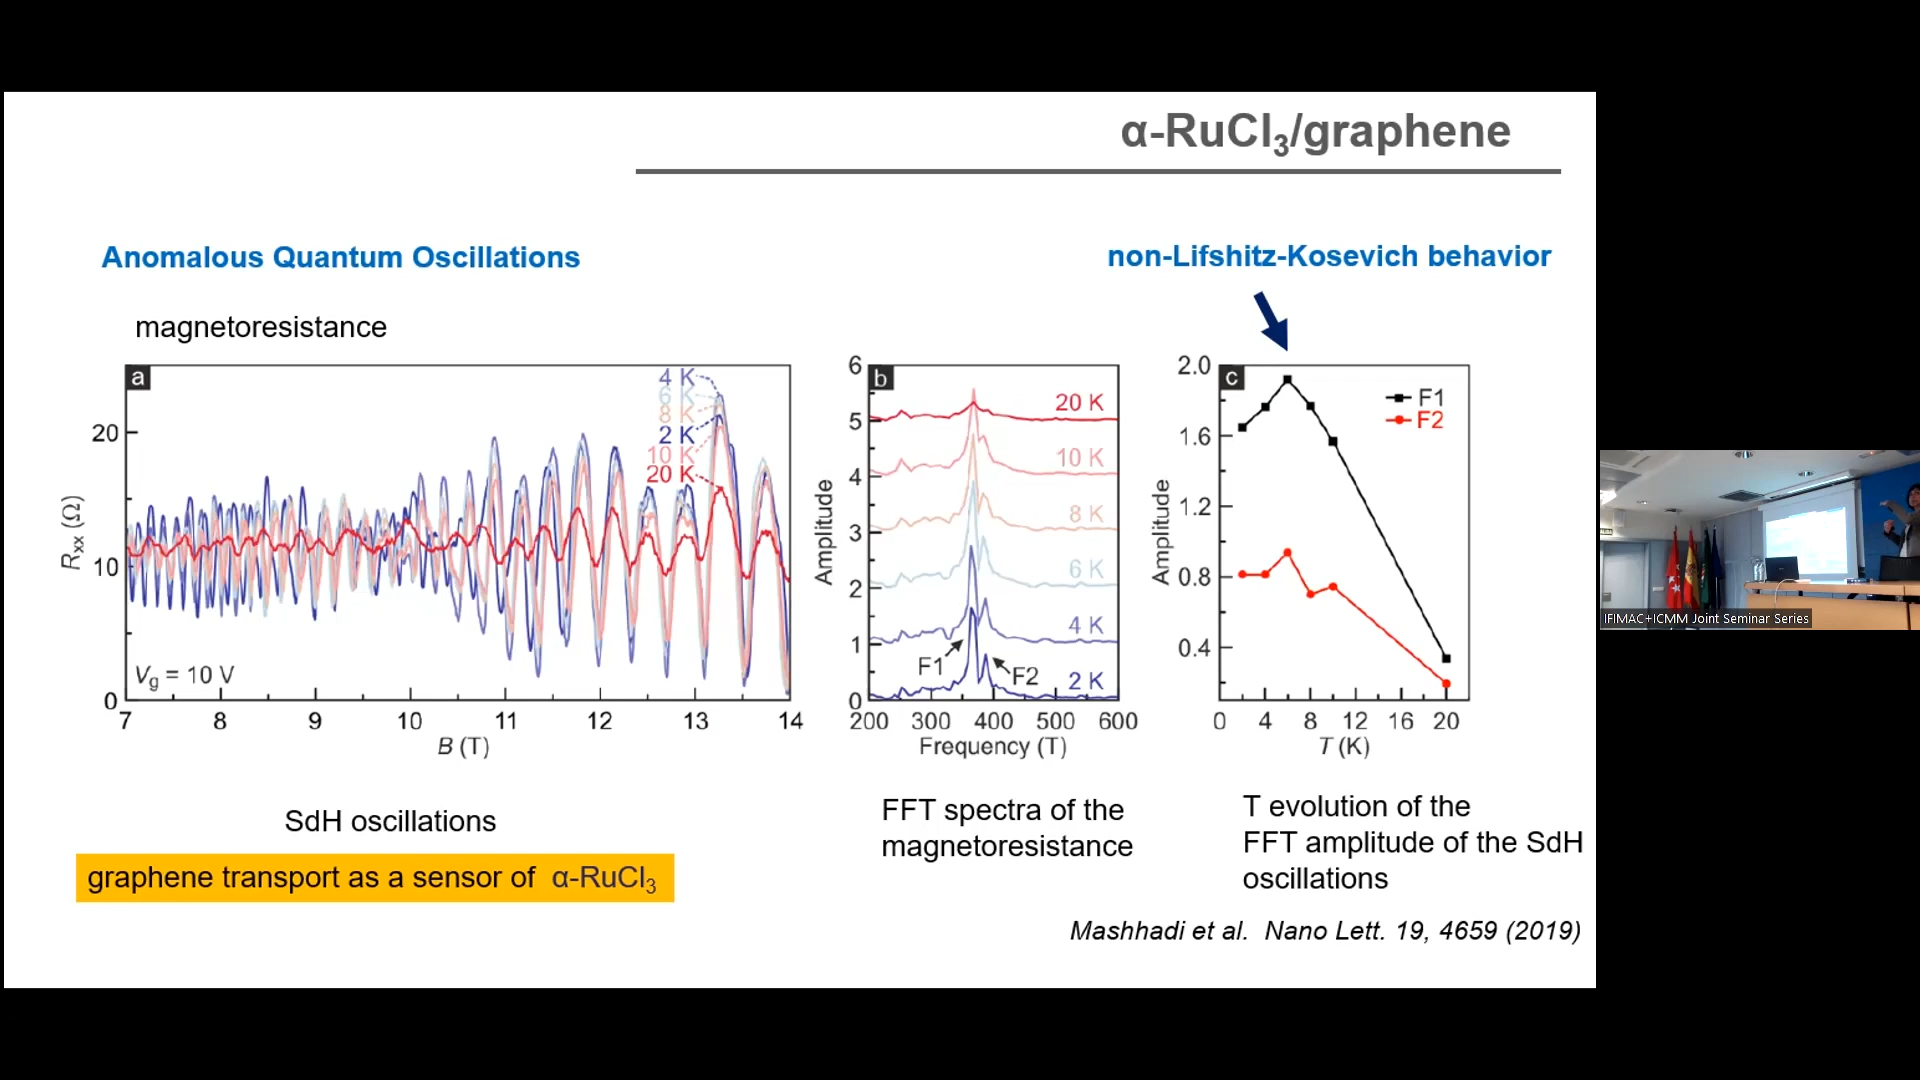 α-RuCl₃/graphene
Anomalous Quantum Oscillations
non-Lifshitz-Kosevich behavior
magnetoresistance
a
4 K
6 K
8 K
2 K
10 K
20 K
20
10
0
Rxx (Ω)
Vg = 10 V
7 8 9 10 11 12 13 14
B (T)
b
6
5
4
3
2
1
0
Amplitude
20 K
10 K
8 K
6 K
4 K
F1
F2
2 K
200 300 400 500 600
Frequency (T)
c
2.0
1.6
1.2
0.8
0.4
Amplitude
F1
F2
0 4 8 12 16 20
T (K)
SdH oscillations
graphene transport as a sensor of α-RuCl₃
FFT spectra of the
magnetoresistance
T evolution of the
FFT amplitude of the SdH
oscillations
Mashhadi et al. Nano Lett. 19, 4659 (2019)
IFIMAC+ICMM Joint Seminar Series